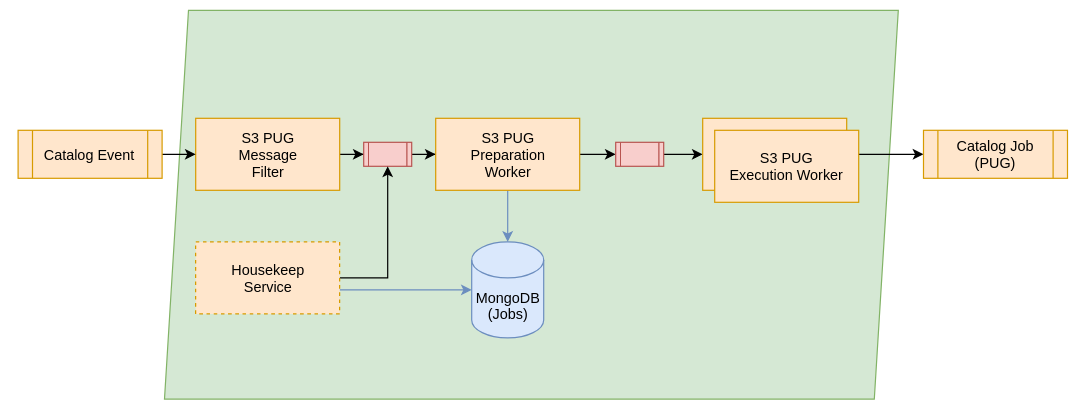 Catalog Event
S3 PUG
Message
Filter
S3 PUG
Preparation
Worker
S3 PUG
Execution Worker
Catalog Job
(PUG)
Housekeep
Service
MongoDB
(Jobs)